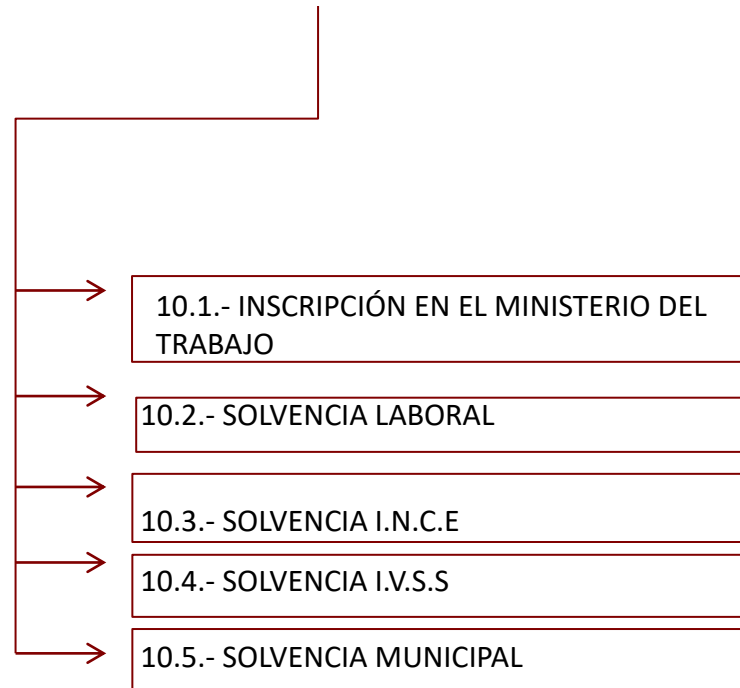 10.1.- INSCRIPCIÓN EN EL MINISTERIO DEL
TRABAJO
10.2.- SOLVENCIA LABORAL
10.3.- SOLVENCIA I.N.C.E
10.4.- SOLVENCIA I.V.S.S
10.5.- SOLVENCIA MUNICIPAL